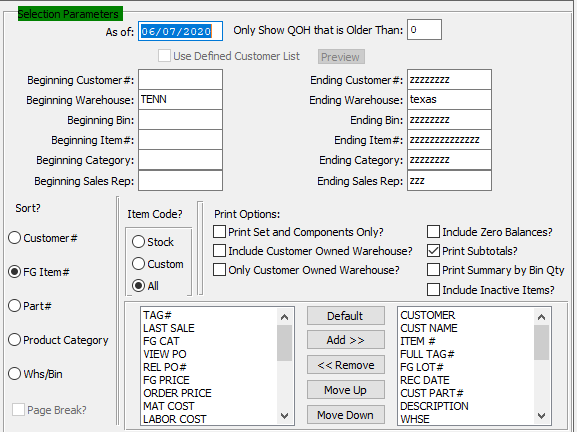 Selection Parameters
As of: 06/07/2020 Only Show QOH that is Older Than: 0
Use Defined Customer List Preview
Beginning Customer#: Ending Customer#: zzzzzzzz
Beginning Warehouse: TENN Ending Warehouse: texas
Beginning Bin: Ending Bin: zzzzzzzz
Beginning Item#: Ending Item#: zzzzzzzzzzzzzz
Beginning Category: Ending Category: zzzzzzzz
Beginning Sales Rep: Ending Sales Rep: zzz
Sort?
Customer#
FG Item#
Part#
Product Category
Whs/Bin
Page Break?
Item Code?
Stock
Custom
All
Print Options:
Print Set and Components Only? Include Zero Balances?
Include Customer Owned Warehouse? Print Subtotals?
Only Customer Owned Warehouse? Print Summary by Bin Qty
Include Inactive Items?
TAG#
LAST SALE
FG CAT
VIEW PO
REL PO#
FG PRICE
ORDER PRICE
MAT COST
LABOR COST
Default
Add >>
<< Remove
Move Up
Move Down
CUSTOMER
CUST NAME
ITEM #
FULL TAG#
FG LOT#
REC DATE
CUST PART#
DESCRIPTION
WHSE